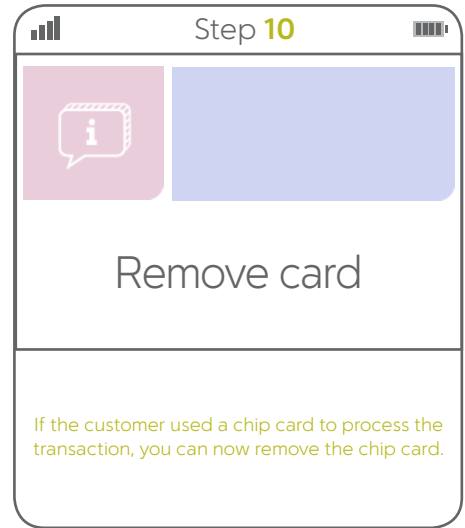 Step 10
i
Remove card
If the customer used a chip card to process the
transaction, you can now remove the chip card.